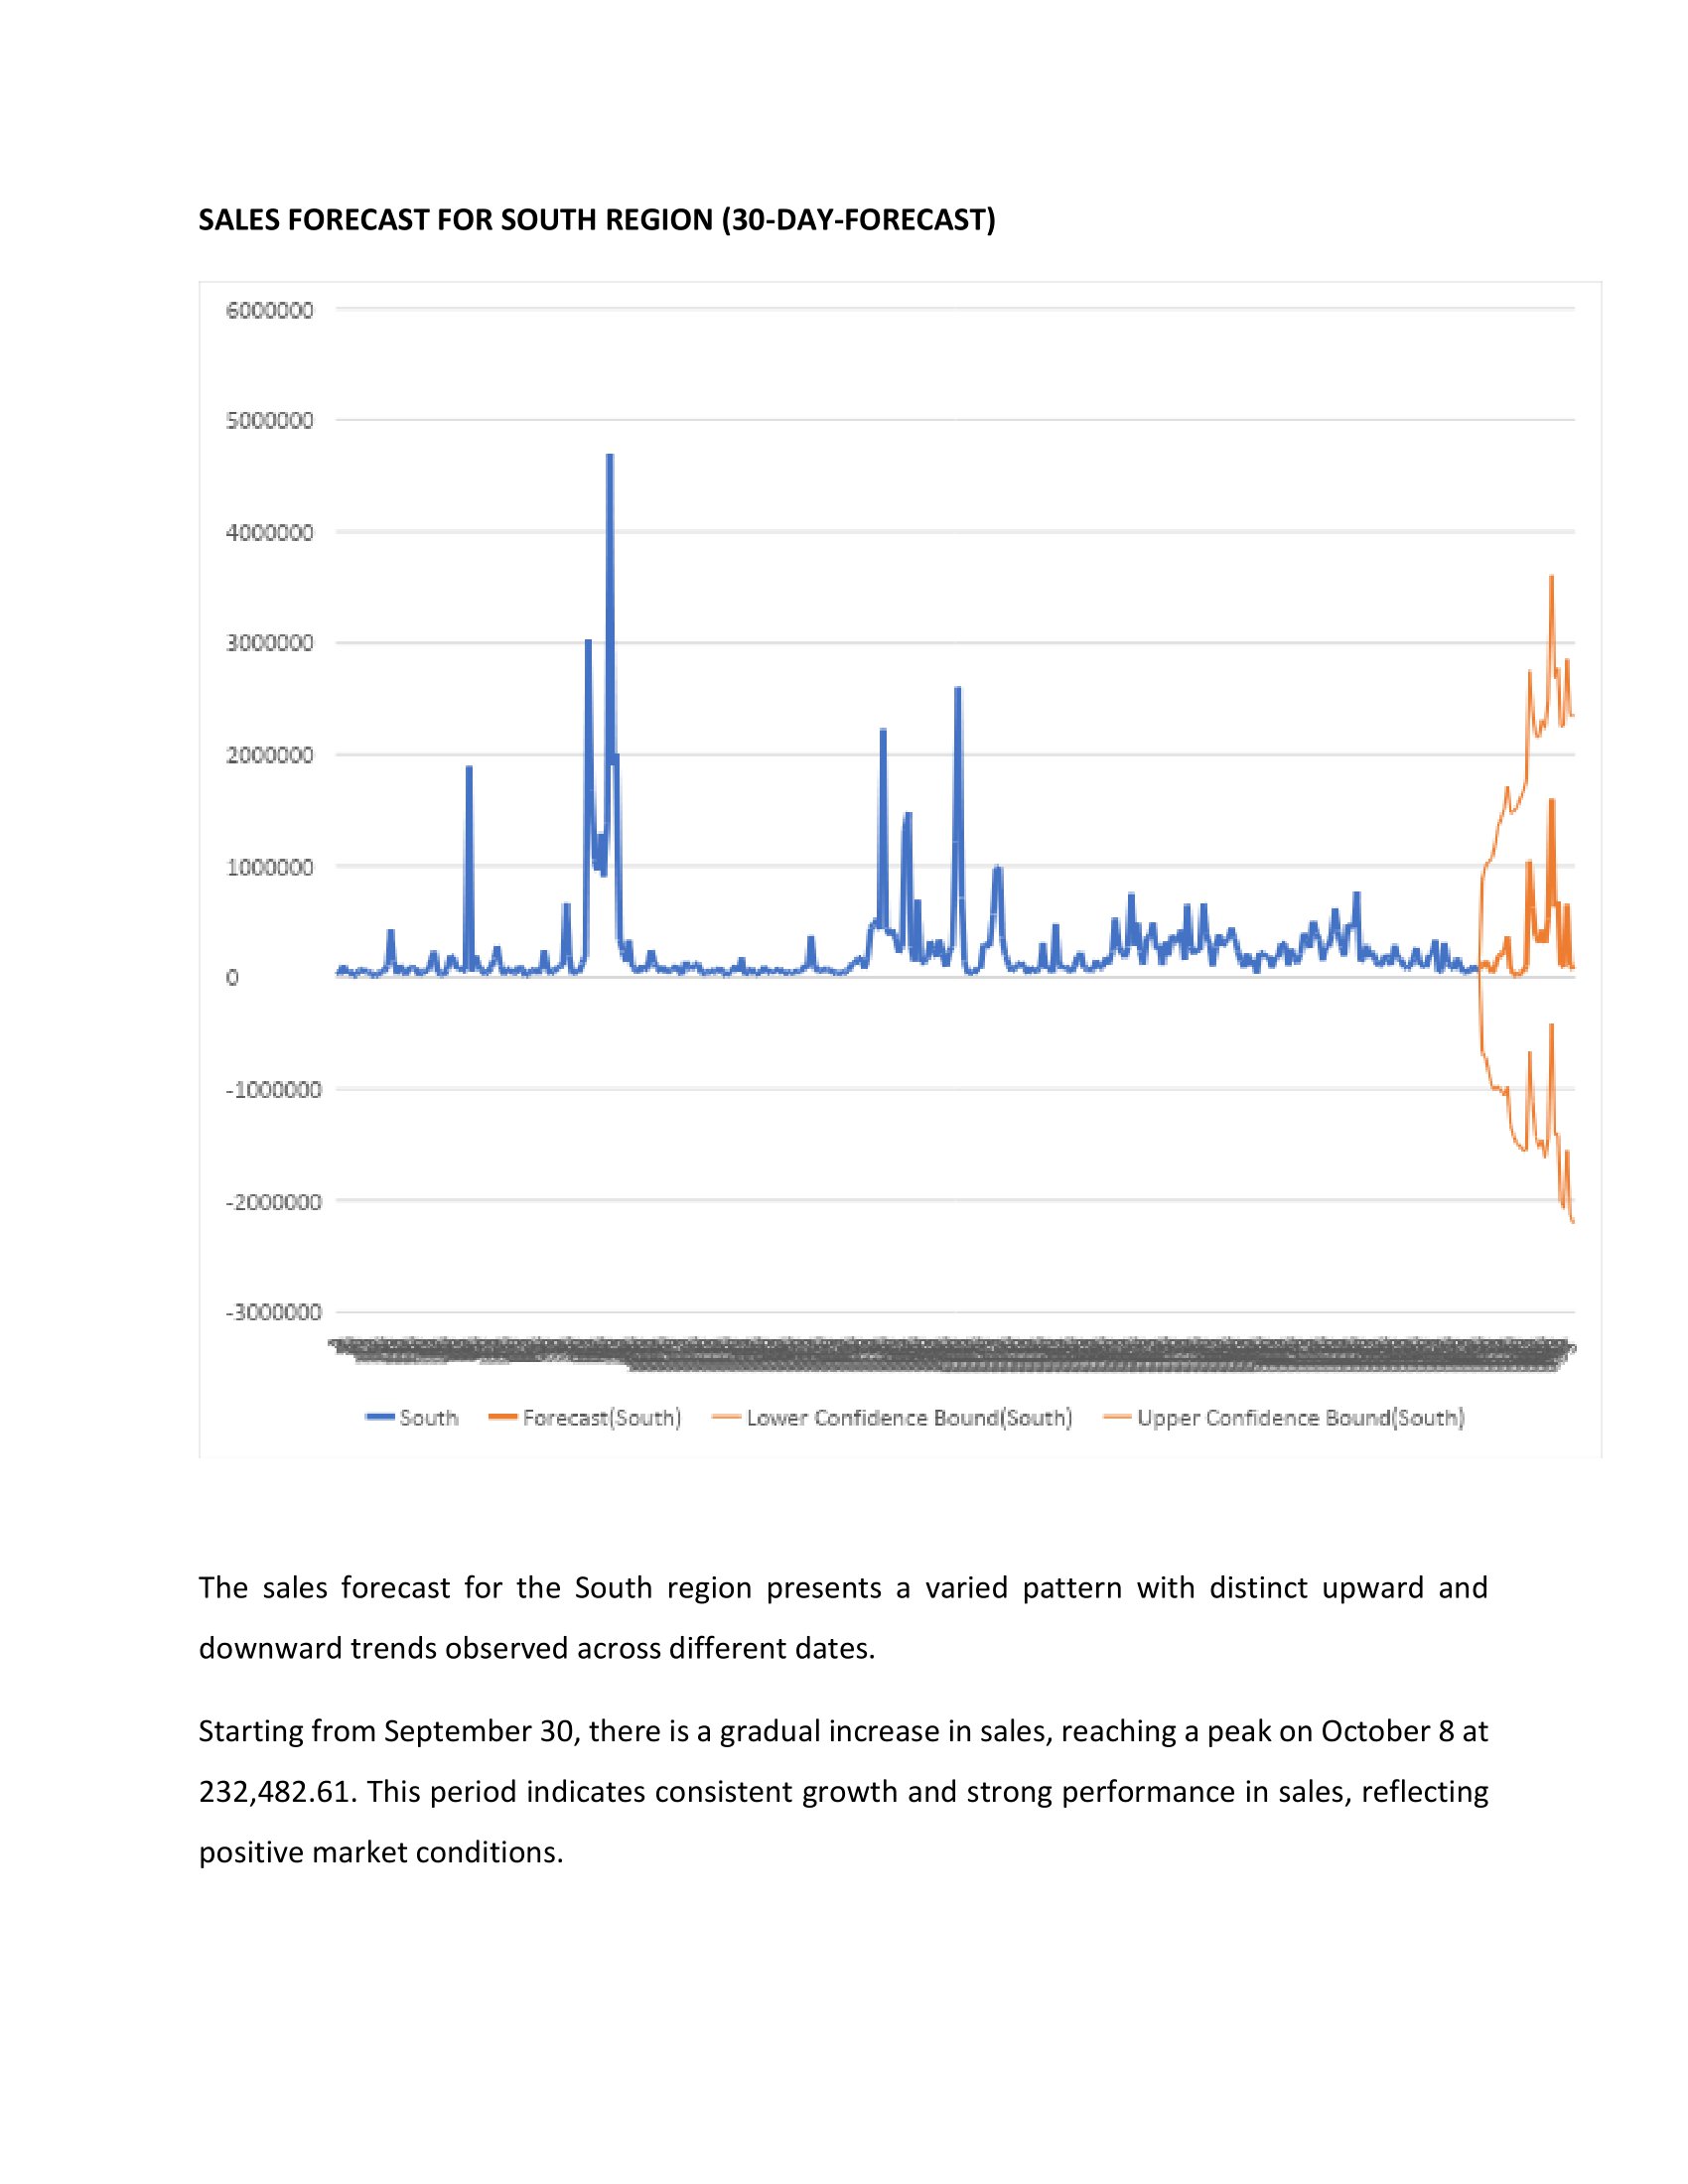 SALES FORECAST FOR SOUTH REGION (30-DAY-FORECAST)
6000000
5000000
4000000
3000000
2000000
1000000
0
-1000000
-2000000
-3000000
South Forecast(South) Lower Confidence Bound(South) Upper Confidence Bound(South)
The sales forecast for the South region presents a varied pattern with distinct upward and
downward trends observed across different dates.
Starting from September 30, there is a gradual increase in sales, reaching a peak on October 8 at
232,482.61. This period indicates consistent growth and strong performance in sales, reflecting
positive market conditions.